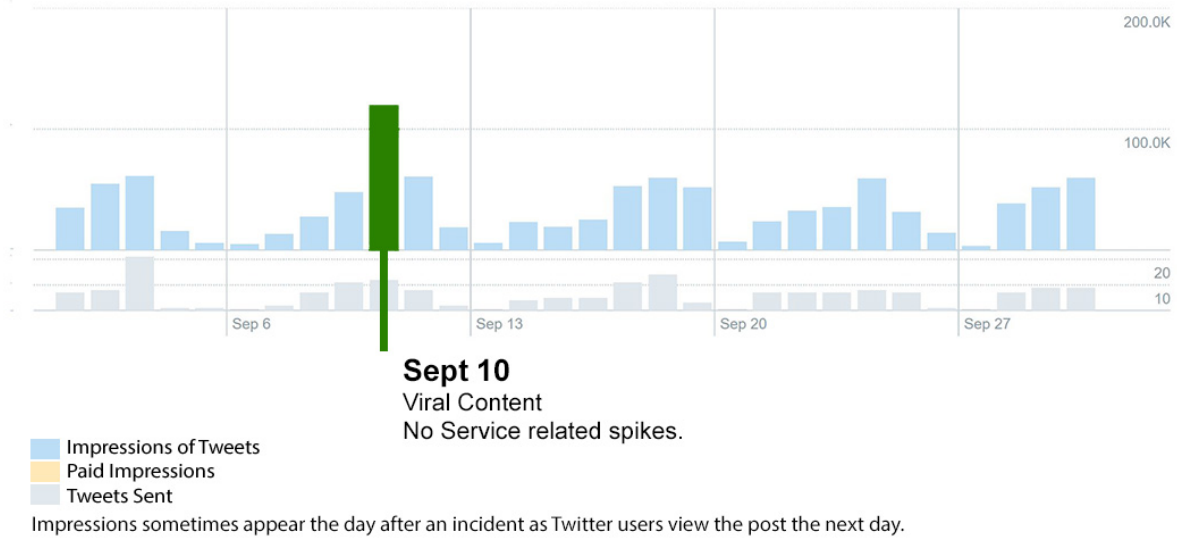 200.0K
100.0K
20
10
Sep 6
Sep 13
Sep 20
Sep 27
Sept 10
Viral Content
No Service related spikes.
Impressions of Tweets
Paid Impressions
Tweets Sent
Impressions sometimes appear the day after an incident as Twitter users view the post the next day.